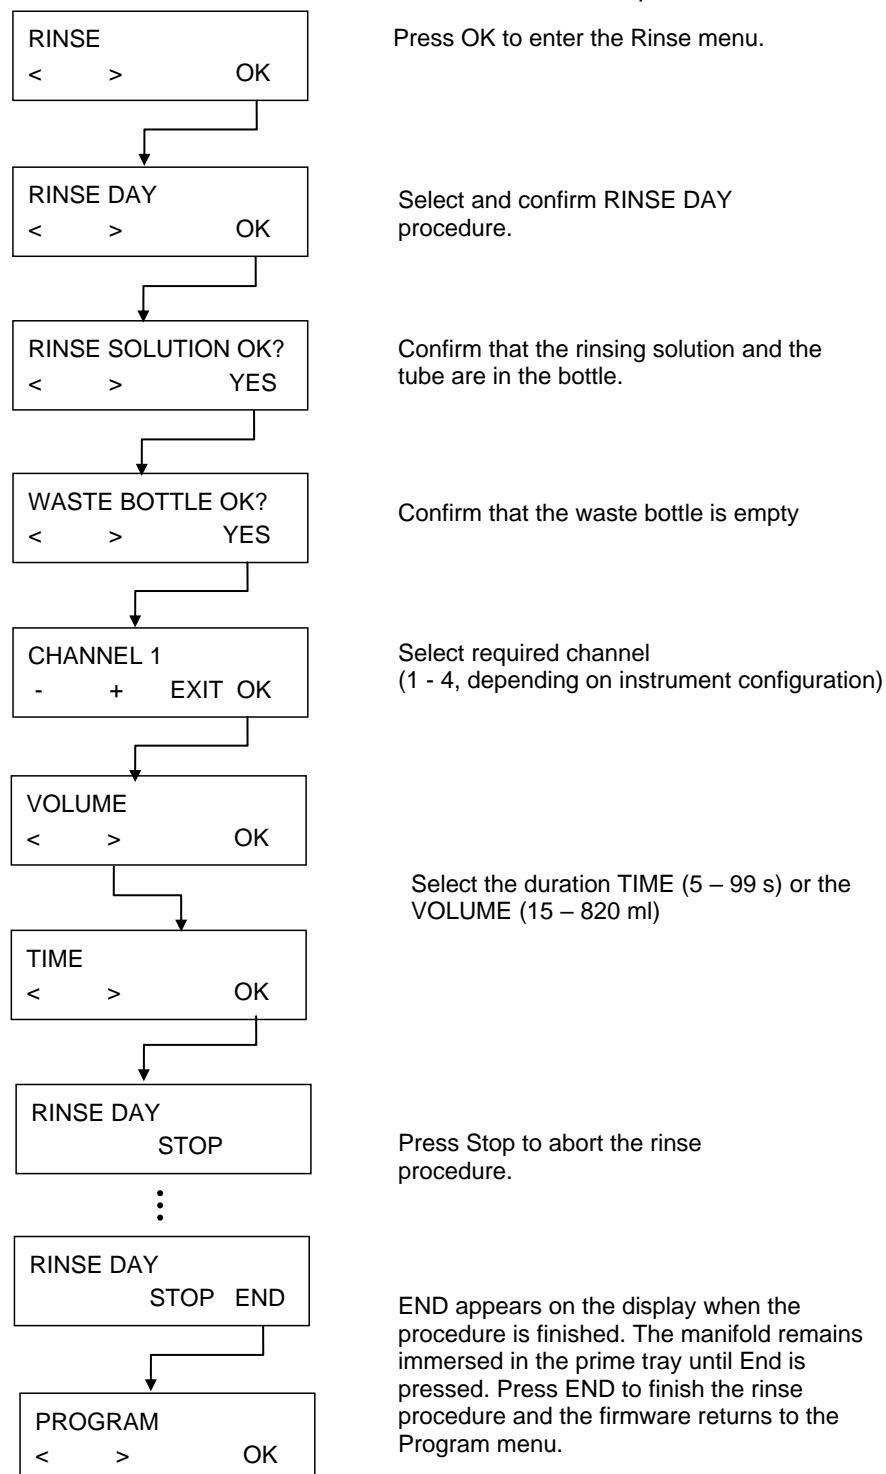 RINSE
< > OK
Press OK to enter the Rinse menu.
RINSE DAY
< > OK
Select and confirm RINSE DAY
procedure.
RINSE SOLUTION OK?
< > YES
Confirm that the rinsing solution and the
tube are in the bottle.
WASTE BOTTLE OK?
< > YES
Confirm that the waste bottle is empty
CHANNEL 1
- + EXIT OK
Select required channel
(1 - 4, depending on instrument configuration)
VOLUME
< > OK
Select the duration TIME (5 – 99 s) or the
VOLUME (15 – 820 ml)
TIME
< > OK
RINSE DAY
STOP
Press Stop to abort the rinse
procedure.
RINSE DAY
STOP END
END appears on the display when the
procedure is finished. The manifold remains
immersed in the prime tray until End is
pressed. Press END to finish the rinse
procedure and the firmware returns to the
Program menu.
PROGRAM
< > OK